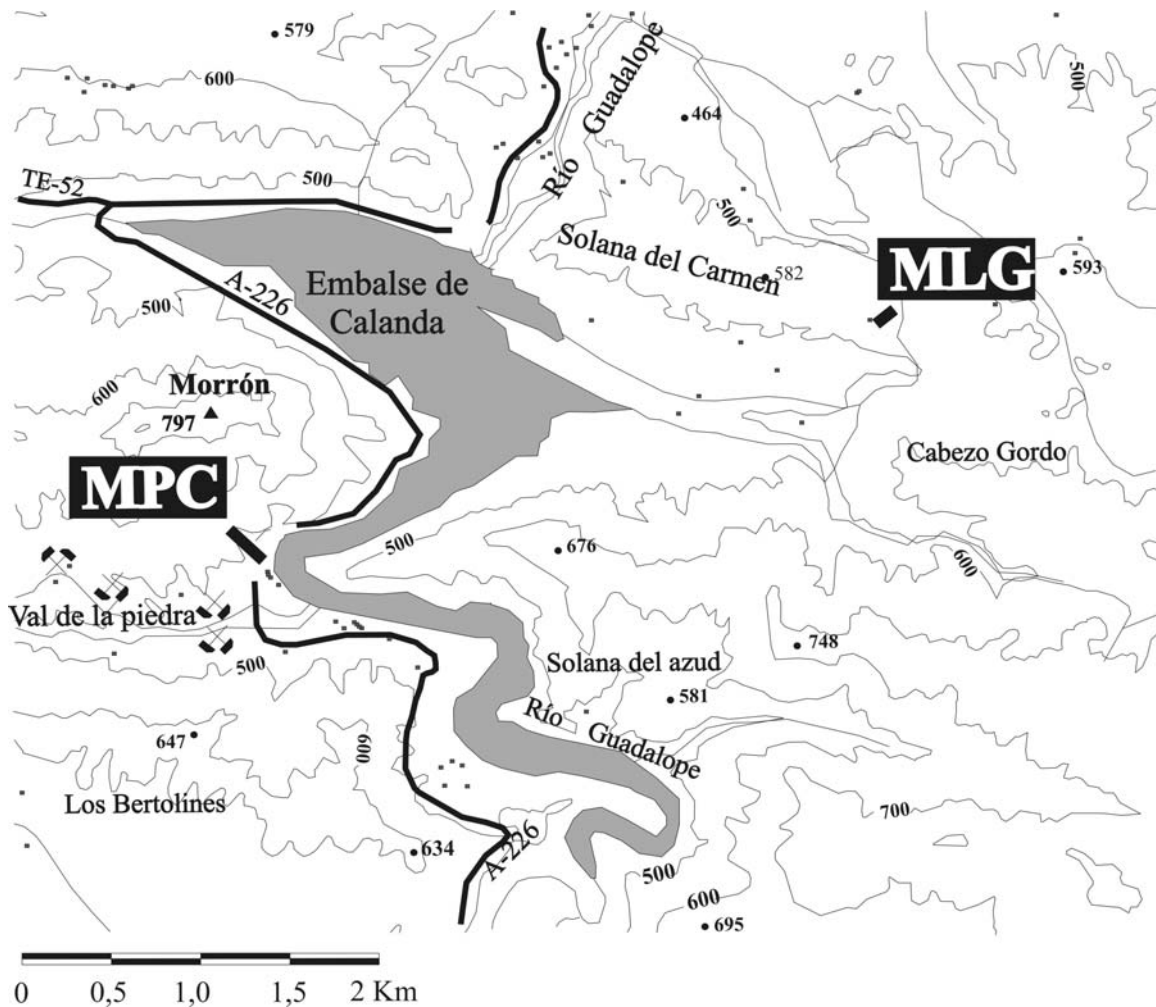 579
600
500
Río Guadalope
464
TE-52
500
500
Solana del Carmen
582
MLG
593
Embalse de
Calanda
A-226
500
600
Morrón
797
Cabezo Gordo
MPC
500
676
600
Val de la piedra
500
748
Solana del azud
581
Río Guadalope
647
600
Los Bertolines
700
634
A-226
500
600
695
0 0,5 1,0 1,5 2 Km